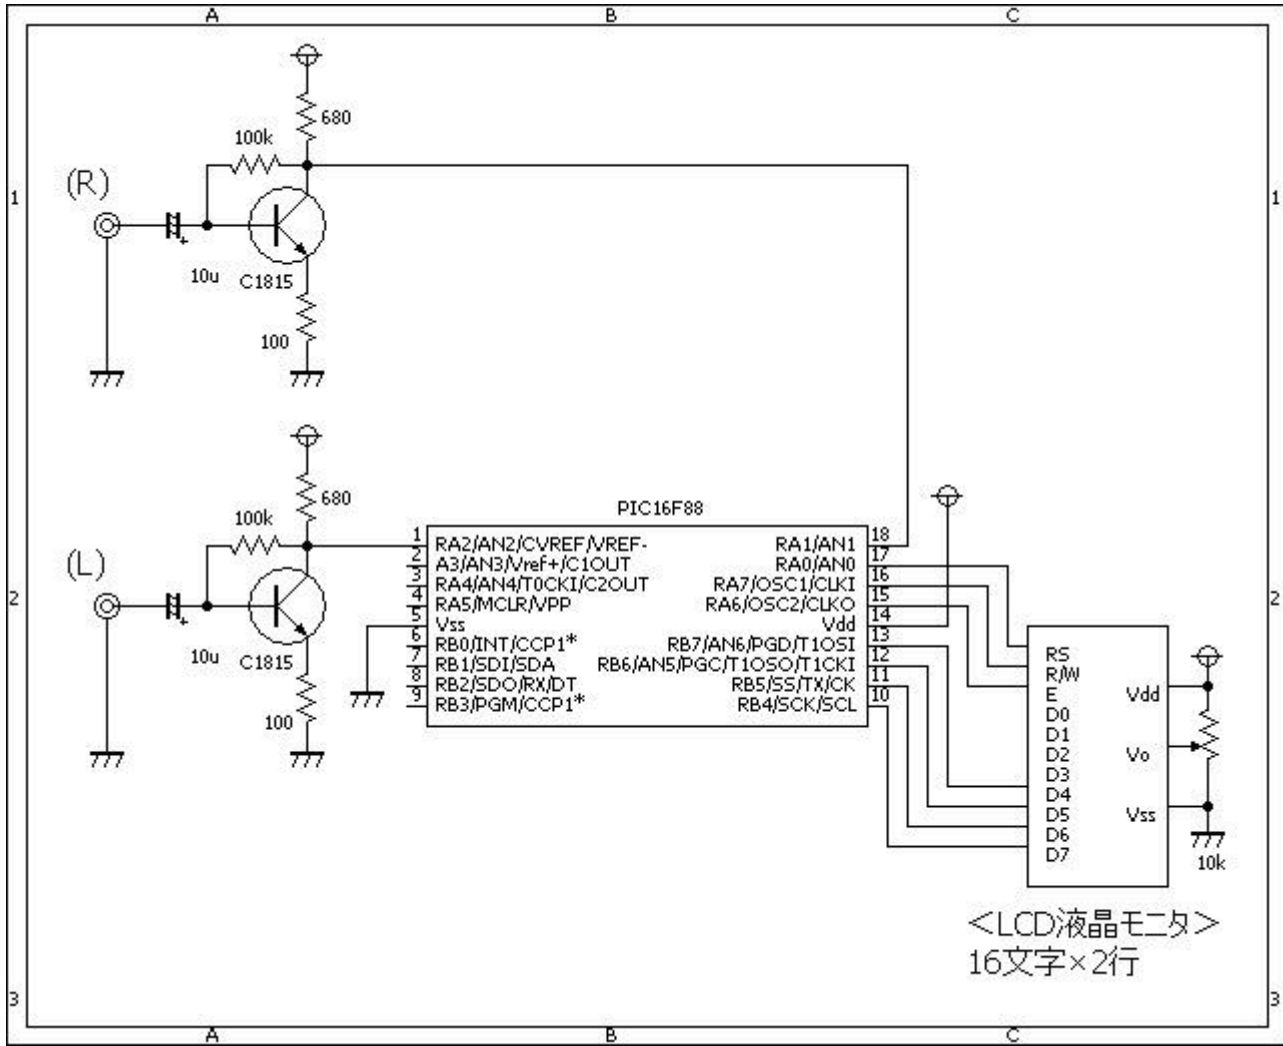 A B C
680
100k
(R)
1 1
10u C1815
100
680
PIC16F88
100k
1 RA2/AN2/CVREF/VREF- RA1/AN1 18
2 A3/AN3/Vref+/C1OUT RA0/AN0 17
(L)
3 RA4/AN4/T0CKI/C2OUT RA7/OSC1/CLKI 16
4 RA5/MCLR/VPP RA6/OSC2/CLKO 15
2 2
5 Vss Vdd 14
6 RB0/INT/CCP1* RB7/AN6/PGD/T1OSI 13
7 RB1/SDI/SDA RB6/AN5/PGC/T1OSO/T1CKI 12
8 RB2/SDO/RX/DT RB5/SS/TX/CK 11
9 RB3/PGM/CCP1* RB4/SCK/SCL 10
10u C1815
100
RS
R/W
E Vdd
D0
D1
D2 Vo
D3
D4
D5 Vss
D6
D7
10k
<LCD液晶モニタ>
16文字×2行
3 3
A B C